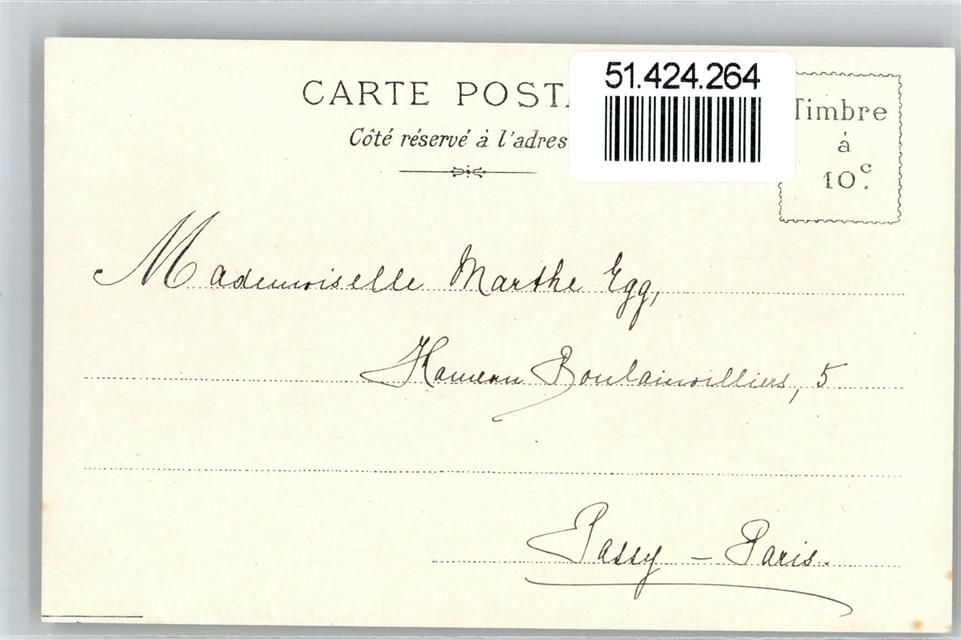 CARTE POSTA
51.424.264
Côté réservé à l'adres
Timbre
à
10c.
Mademoiselle Marthe Egg,
Hameau Boulainvilliers, 5
Passy – Paris.